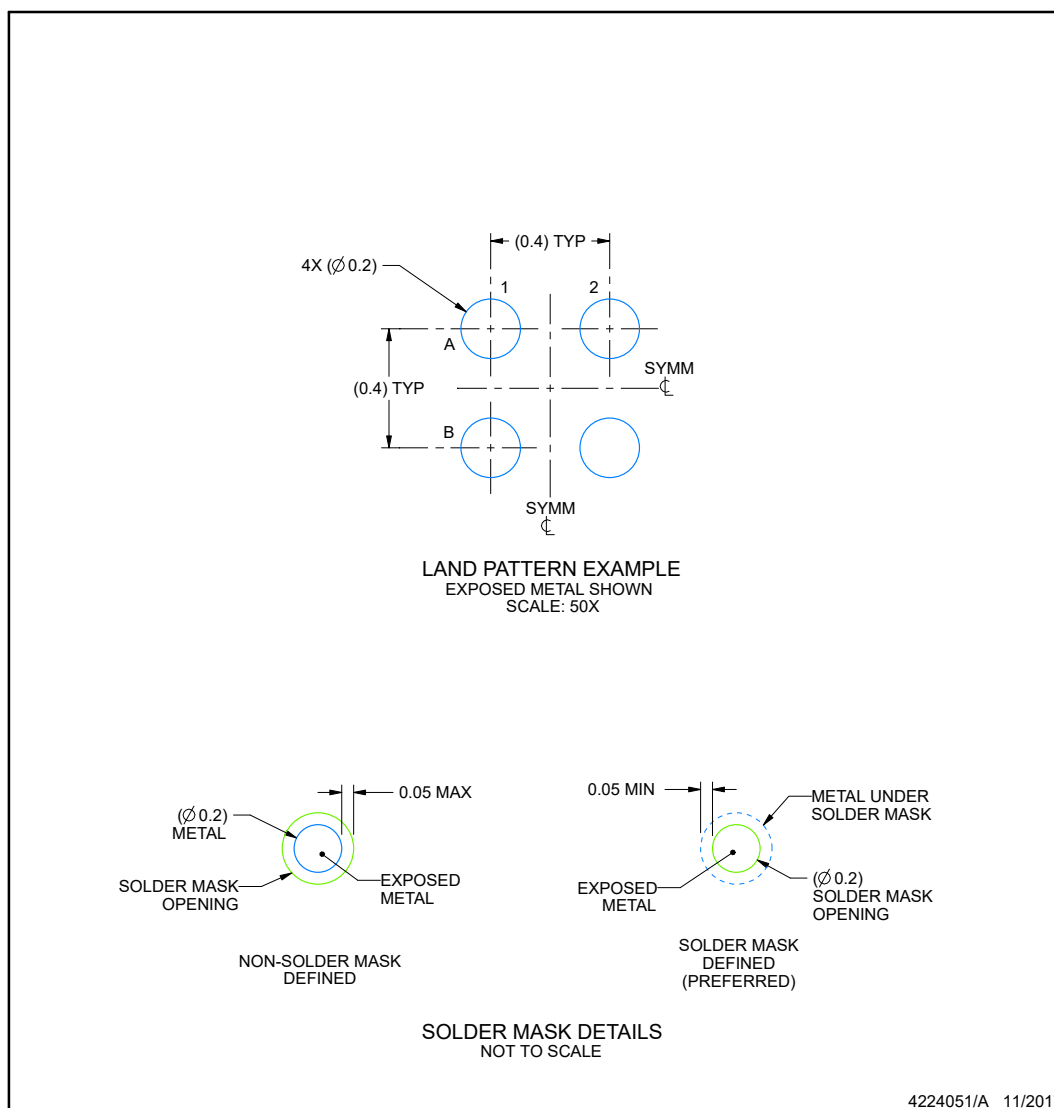 (0.4) TYP
4X (∅ 0.2)
1
2
A
SYMM
℄
(0.4) TYP
B
SYMM
℄
LAND PATTERN EXAMPLE
EXPOSED METAL SHOWN
SCALE: 50X
0.05 MAX
(∅ 0.2)
METAL
SOLDER MASK
OPENING
EXPOSED
METAL
NON-SOLDER MASK
DEFINED
0.05 MIN
METAL UNDER
SOLDER MASK
EXPOSED
METAL
(∅ 0.2)
SOLDER MASK
OPENING
SOLDER MASK
DEFINED
(PREFERRED)
SOLDER MASK DETAILS
NOT TO SCALE
4224051/A 11/201